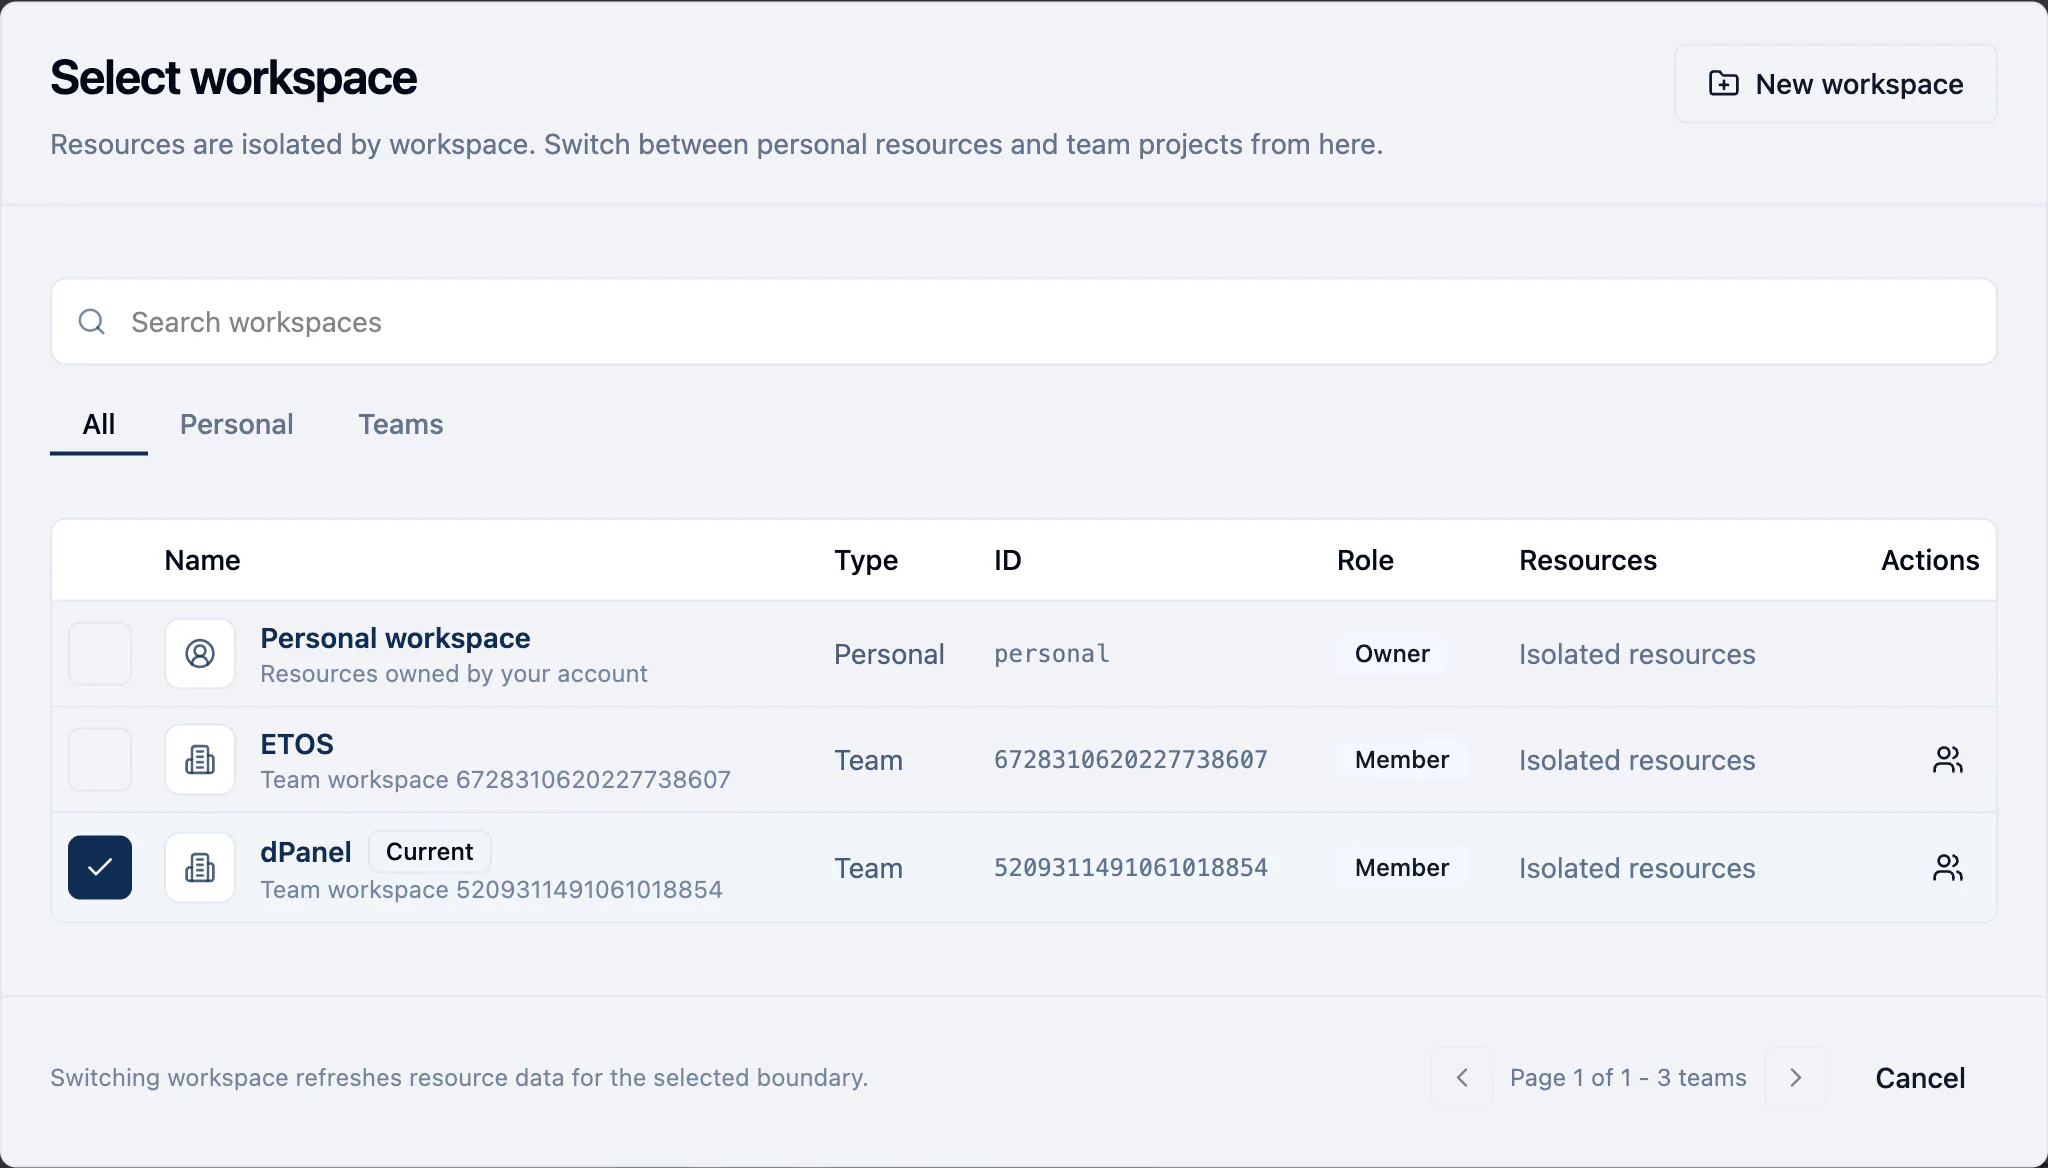 Select workspace
New workspace
Resources are isolated by workspace. Switch between personal resources and team projects from here.
Search workspaces
All Personal Teams
Name Type ID Role Resources Actions
Personal workspace
Resources owned by your account
Personal personal Owner Isolated resources
ETOS
Team workspace 6728310620227738607
Team 6728310620227738607 Member Isolated resources
dPanel Current
Team workspace 5209311491061018854
Team 5209311491061018854 Member Isolated resources
Switching workspace refreshes resource data for the selected boundary.
Page 1 of 1 - 3 teams
Cancel